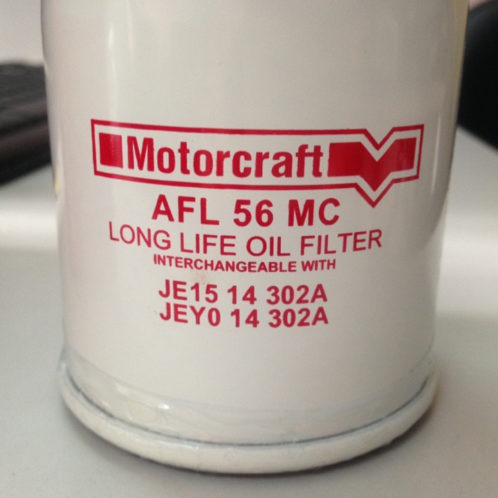 Motorcraft
AFL 56 MC
LONG LIFE OIL FILTER
INTERCHANGEABLE WITH
JE15 14 302A
JEY0 14 302A